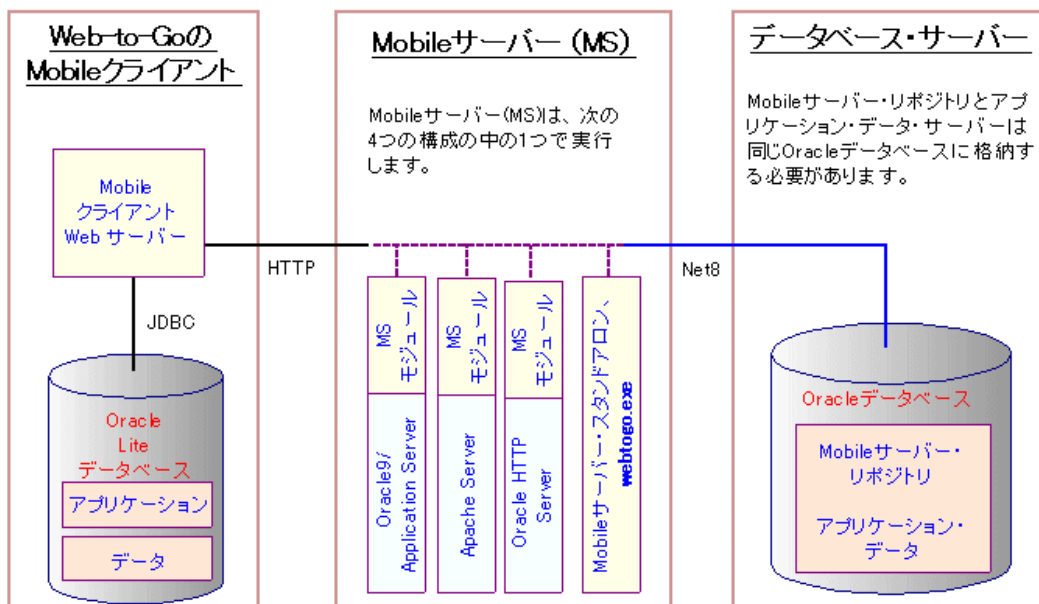 Web-to-Goの
Mobileクライアント
Mobile
クライアント
Web サーバー
HTTP
JDBC
Oracle
Lite
データベース
アプリケーション
データ
Mobileサーバー (MS)
Mobileサーバー(MS)は、次の
4つの構成の中の1つで実行
します。
MS
モジュール
Oracle9i
Application Server
MS
モジュール
Apache Server
MS
モジュール
Oracle HTTP
Server
Mobileサーバー・スタンドアロン、
webtogo.exe
Net8
データベース・サーバー
Mobileサーバー・リポジトリとアプ
リケーション・データ・サーバーは
同じOracleデータベースに格納す
る必要があります。
Oracleデータベース
Mobileサーバー・
リポジトリ
アプリケーション・
データ